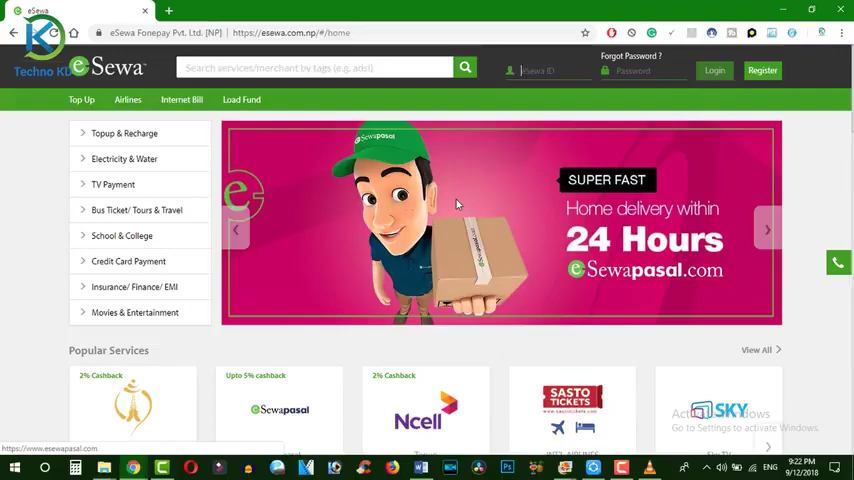 eSewa
eSewa Fonepay Pvt. Ltd. [NP] | https://esewa.com.np/#/home
Techno KD
eSewa
Search services/merchant by tags (e.g. adsl)
eSewa ID
Forgot Password ?
Password
Login
Register
Top Up
Airlines
Internet Bill
Load Fund
Topup & Recharge
Electricity & Water
TV Payment
Bus Ticket/ Tours & Travel
School & College
Credit Card Payment
Insurance/ Finance/ EMI
Movies & Entertainment
eSewapasal
SUPER FAST
Home delivery within
24 Hours
eSewapasal.com
Popular Services
View All
2% Cashback
Upto 5% cashback
eSewapasal
2% Cashback
Ncell
SASTO
TICKETS
SKY
Activate Windows
Go to Settings to activate Windows.
https://www.esewapasal.com
ENG
9:22 PM
9/12/2018